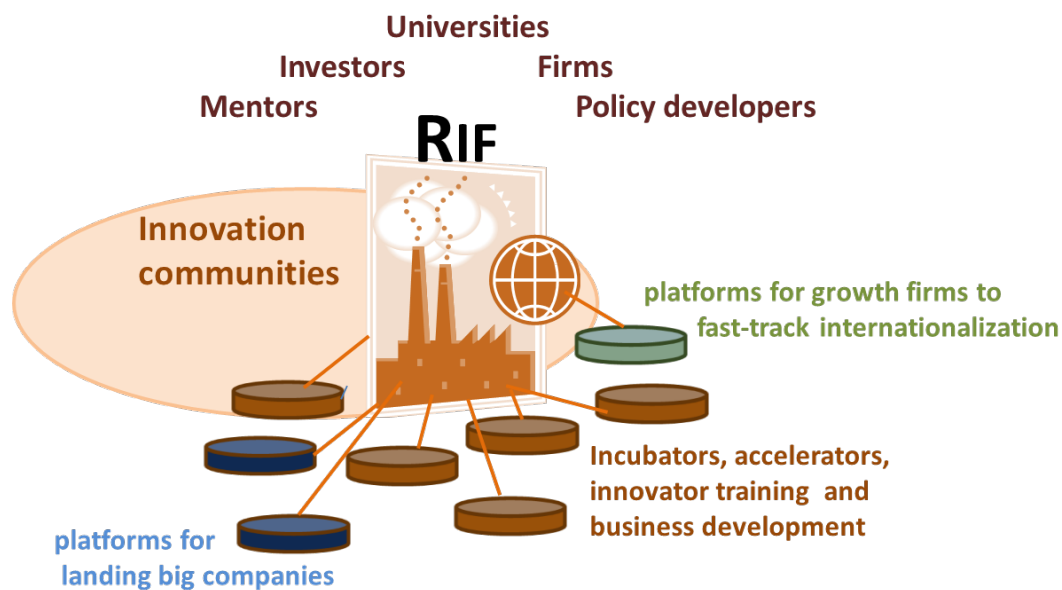 Universities
Investors
Firms
Mentors
Policy developers
RIF
Innovation
communities
platforms for growth firms to
fast-track internationalization
Incubators, accelerators,
innovator training and
business development
platforms for
landing big companies